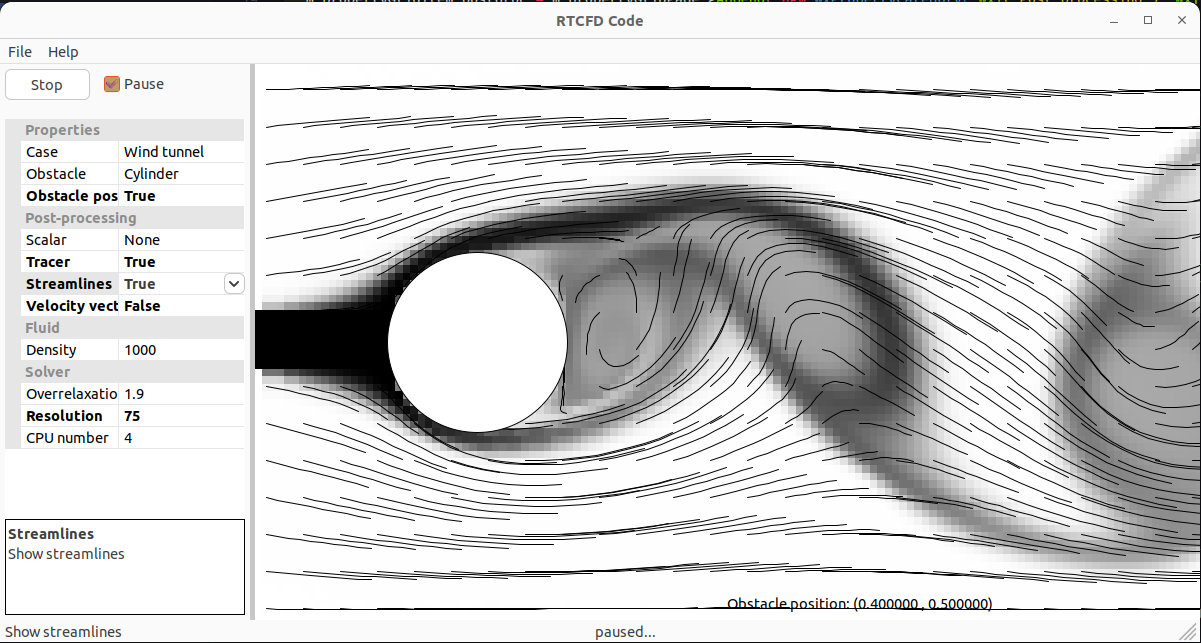 RTCFD Code
File Help
Stop Pause
Properties
Case Wind tunnel
Obstacle Cylinder
Obstacle pos True
Post-processing
Scalar None
Tracer True
Streamlines True
Velocity vect False
Fluid
Density 1000
Solver
Overrelaxatio 1.9
Resolution 75
CPU number 4
Streamlines
Show streamlines
Obstacle position: (0.400000 , 0.500000)
Show streamlines paused...